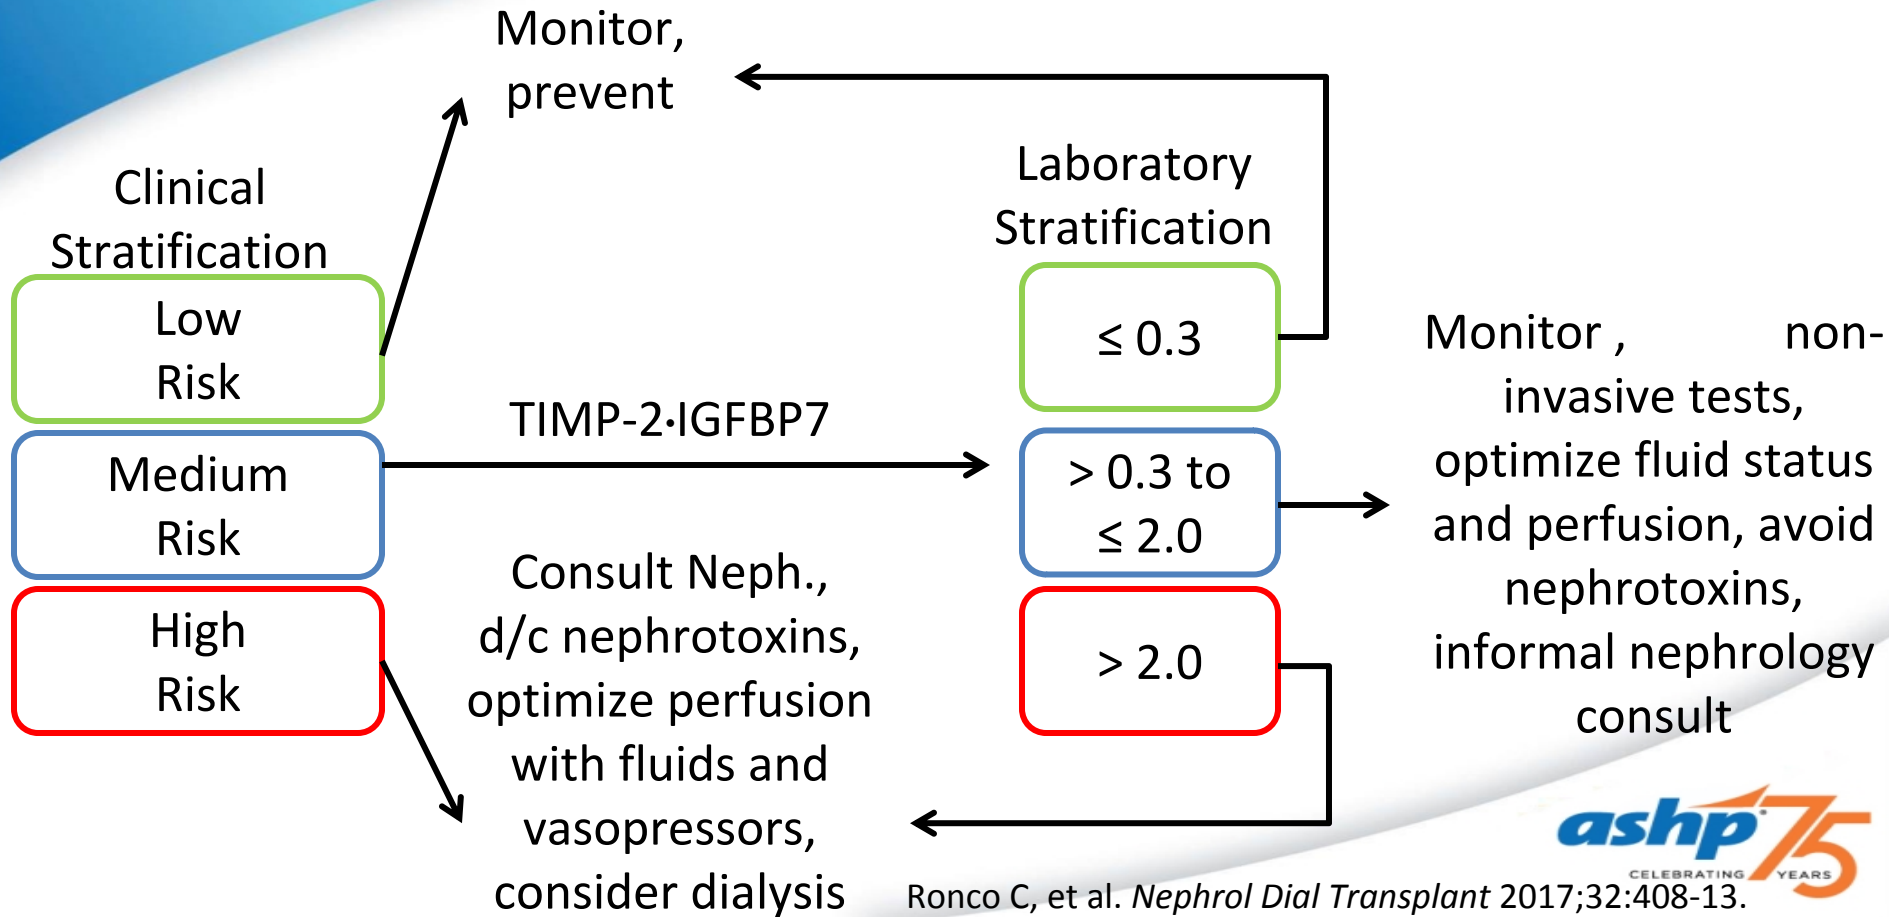 Monitor,
prevent
Clinical
Stratification
Low
Risk
Medium
Risk
High
Risk
TIMP-2•IGFBP7
Consult Neph.,
d/c nephrotoxins,
optimize perfusion
with fluids and
vasopressors,
consider dialysis
Laboratory
Stratification
≤ 0.3
> 0.3 to
≤ 2.0
> 2.0
Monitor , non-
invasive tests,
optimize fluid status
and perfusion, avoid
nephrotoxins,
informal nephrology
consult
ashp® 75
CELEBRATING YEARS
Ronco C, et al. Nephrol Dial Transplant 2017;32:408-13.